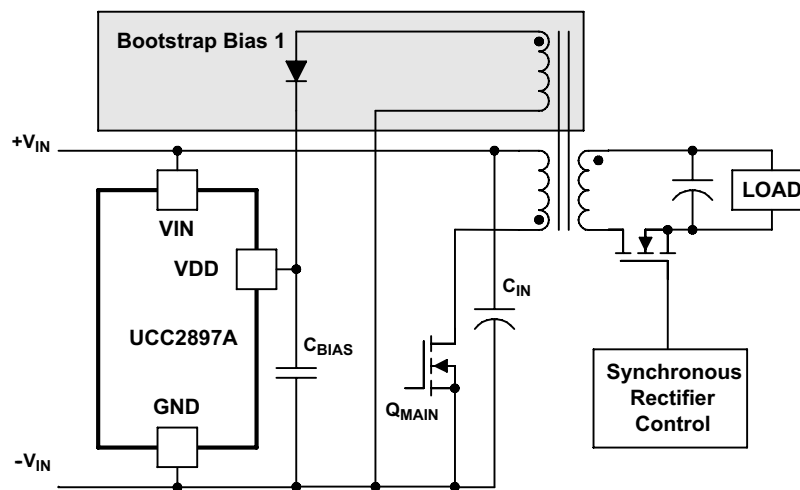 Bootstrap Bias 1
+VIN
VIN
VDD
UCC2897A
GND
CBIAS
−VIN
QMAIN
CIN
LOAD
Synchronous
Rectifier
Control